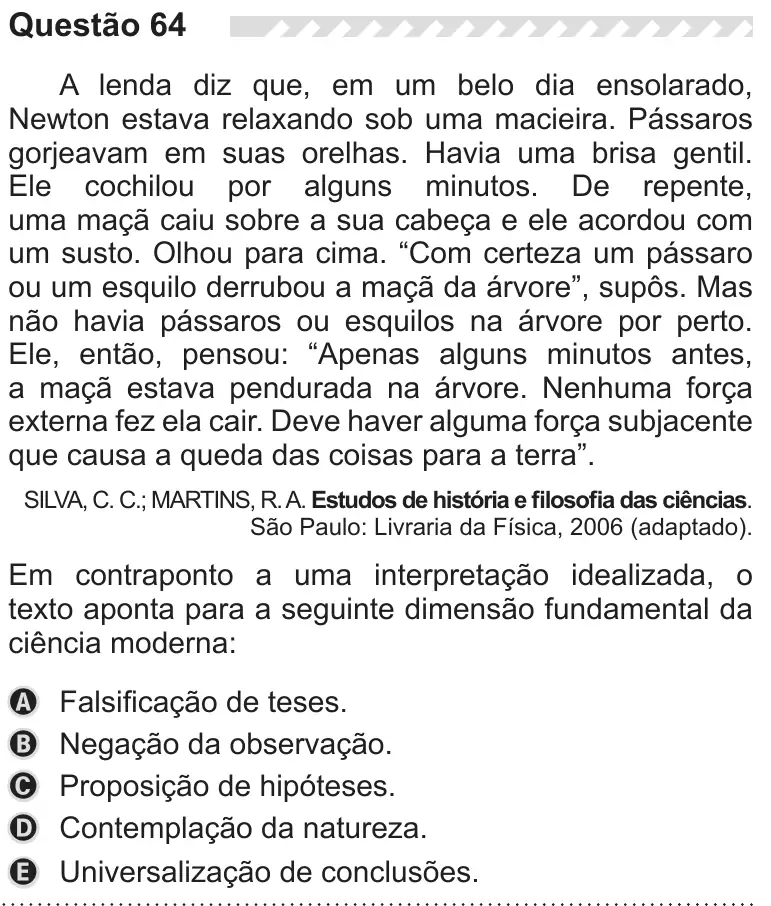 Questão 64
A lenda diz que, em um belo dia ensolarado,
Newton estava relaxando sob uma macieira. Pássaros
gorjeavam em suas orelhas. Havia uma brisa gentil.
Ele cochilou por alguns minutos. De repente,
uma maçã caiu sobre a sua cabeça e ele acordou com
um susto. Olhou para cima. “Com certeza um pássaro
ou um esquilo derrubou a maçã da árvore”, supôs. Mas
não havia pássaros ou esquilos na árvore por perto.
Ele, então, pensou: “Apenas alguns minutos antes,
a maçã estava pendurada na árvore. Nenhuma força
externa fez ela cair. Deve haver alguma força subjacente
que causa a queda das coisas para a terra”.
SILVA, C. C.; MARTINS, R. A. Estudos de história e filosofia das ciências.
São Paulo: Livraria da Física, 2006 (adaptado).
Em contraponto a uma interpretação idealizada, o
texto aponta para a seguinte dimensão fundamental da
ciência moderna:
A Falsificação de teses.
B Negação da observação.
C Proposição de hipóteses.
D Contemplação da natureza.
E Universalização de conclusões.